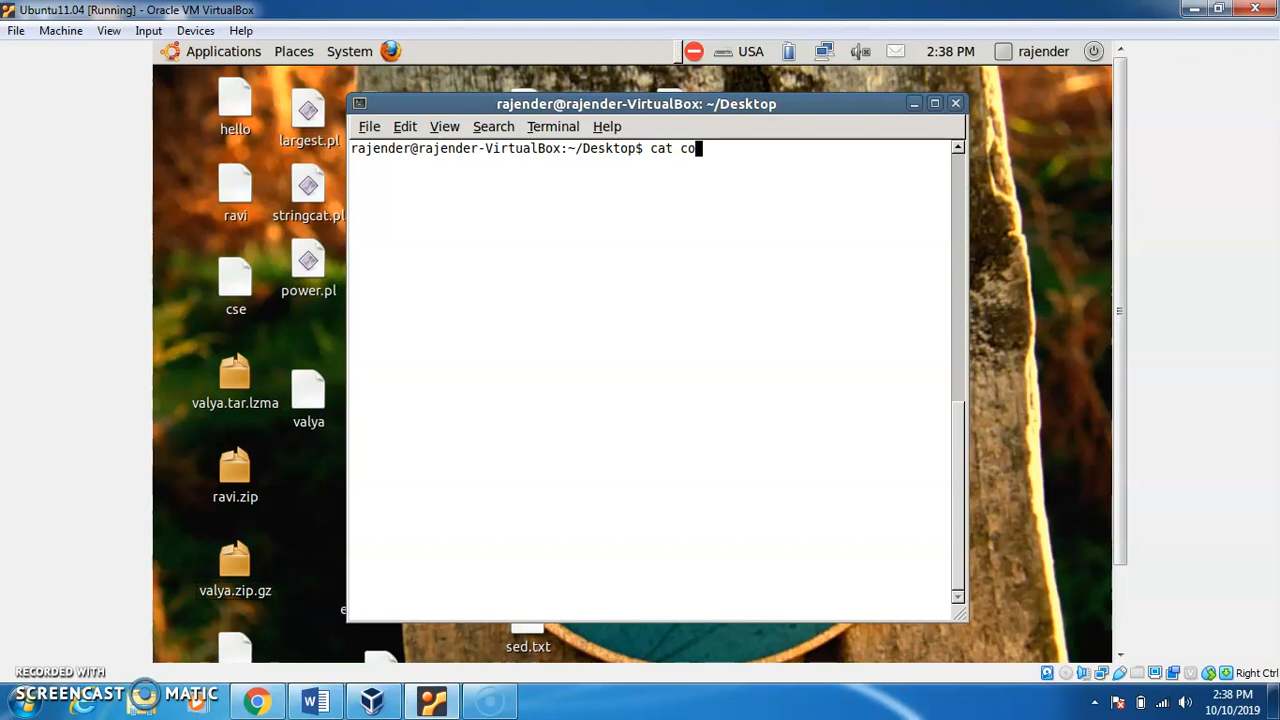 Ubuntu11.04 [Running] - Oracle VM VirtualBox
File Machine View Input Devices Help
Applications Places System USA 2:38 PM rajender
hello
largest.pl
rajender@rajender-VirtualBox: ~/Desktop
File Edit View Search Terminal Help
rajender@rajender-VirtualBox:~/Desktop$ cat co
ravi
stringcat.pl
cse
power.pl
valya.tar.lzma
valya
ravi.zip
valya.zip.gz
e
sed.txt
Right Ctrl
RECORDED WITH
SCREENCAST MATIC
2:38 PM
10/10/2019